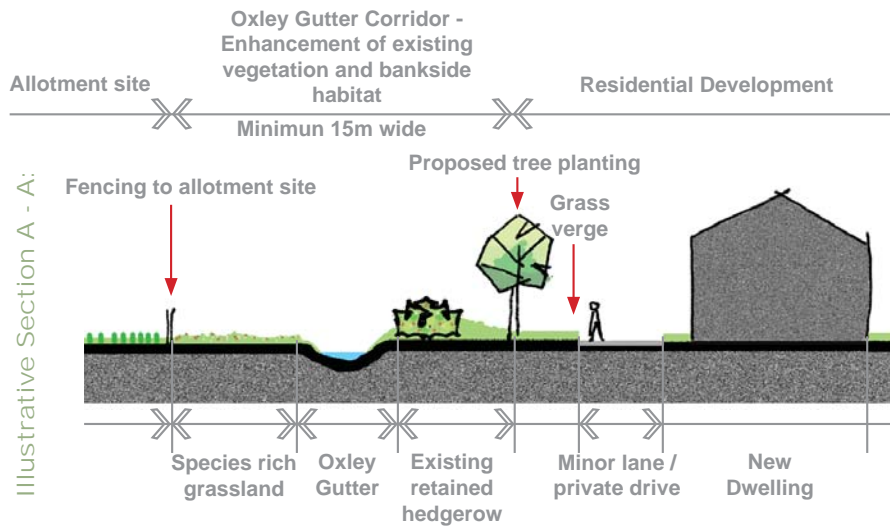 Oxley Gutter Corridor -
Enhancement of existing
vegetation and bankside
habitat
Allotment site
Residential Development
Minimun 15m wide
Proposed tree planting
Fencing to allotment site
Grass
verge
Illustrative Section A - A:
Species rich
grassland
Oxley
Gutter
Existing
retained
hedgerow
Minor lane /
private drive
New
Dwelling